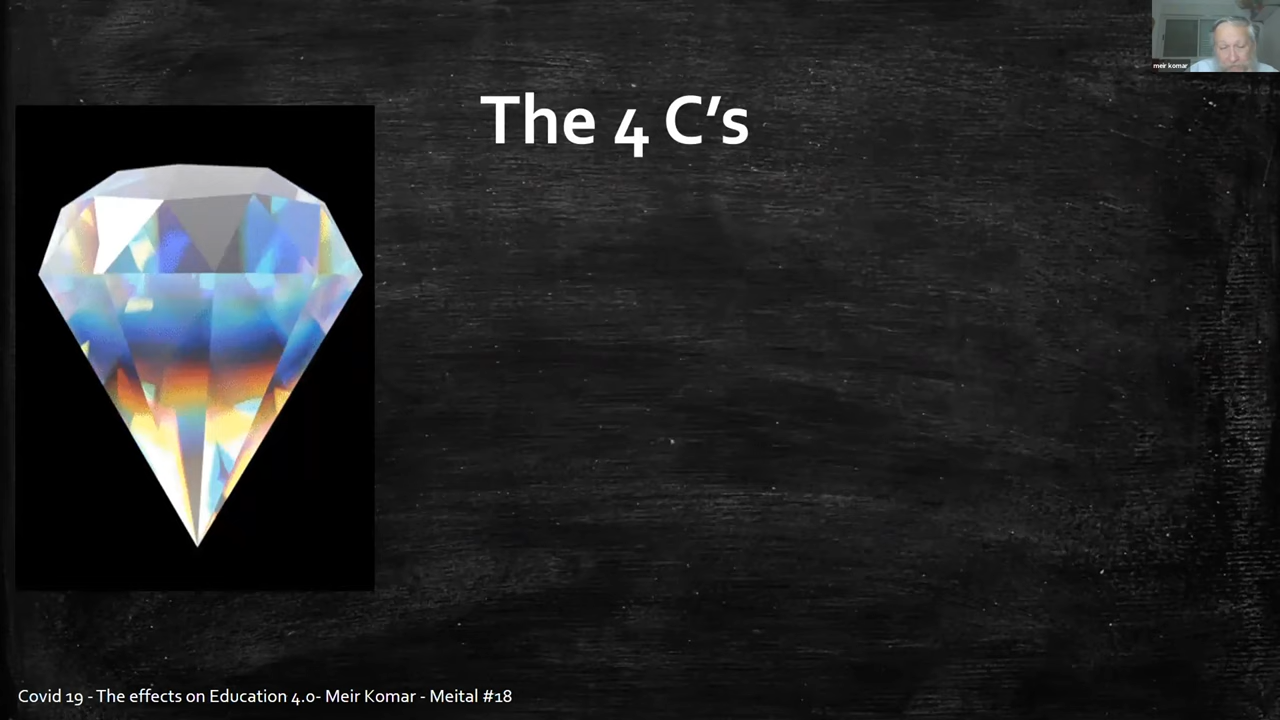 meir komar
The 4 C’s
Covid 19 - The effects on Education 4.0- Meir Komar - Meital #18